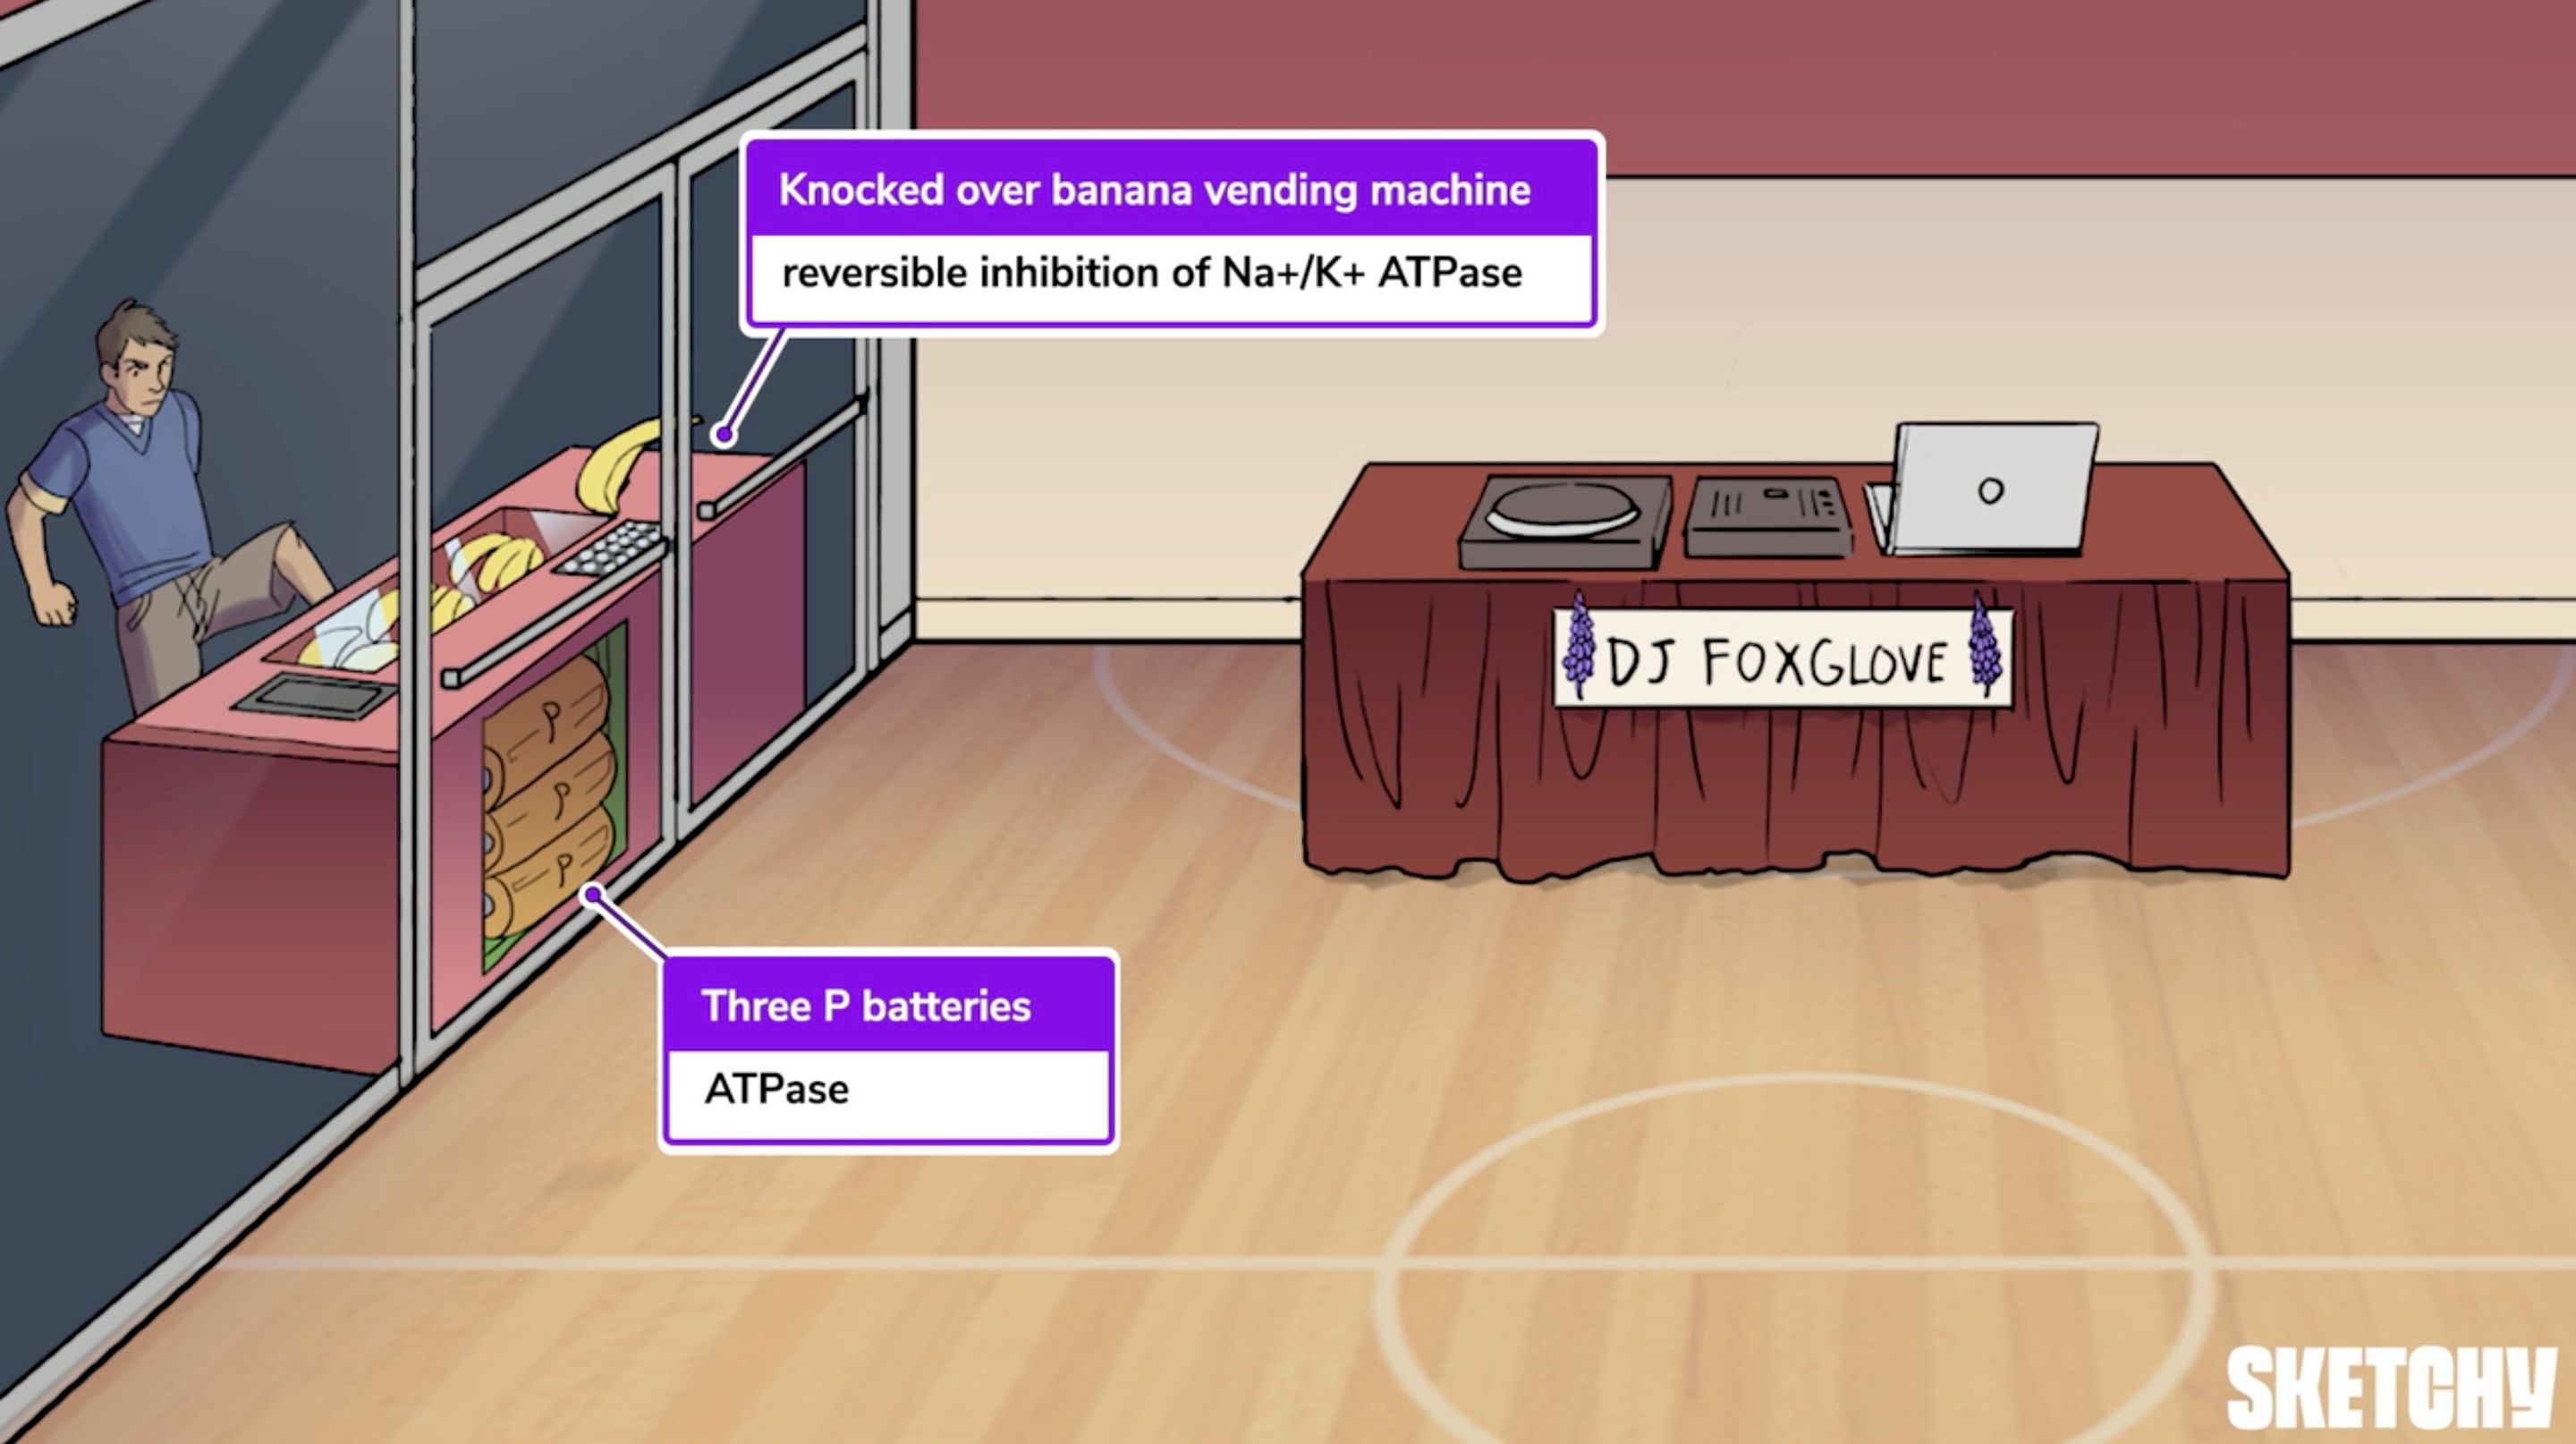 Knocked over banana vending machine
reversible inhibition of Na+/K+ ATPase
DJ FOXGLOVE
P
P
P
Three P batteries
ATPase
SKETCHY